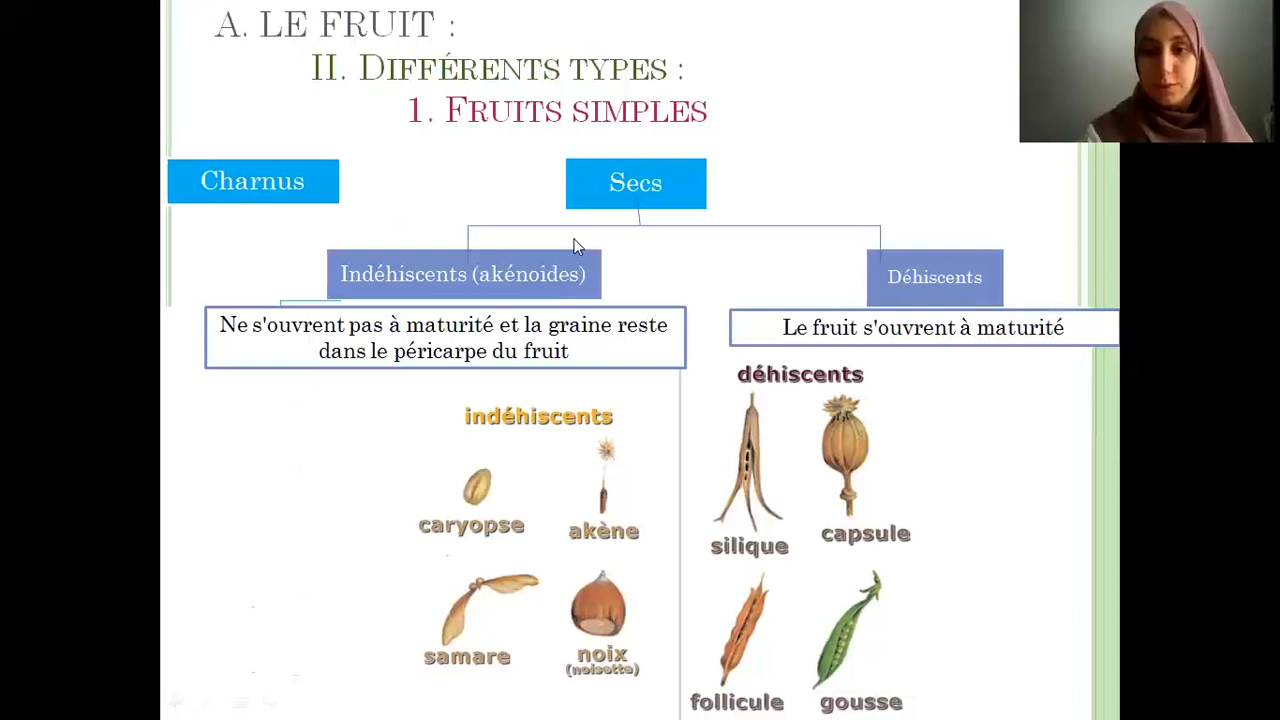 A. LE FRUIT :
II. DIFFÉRENTS TYPES :
1. FRUITS SIMPLES
Charnus
Secs
Indéhiscents (akénoides)
Déhiscents
Ne s'ouvrent pas à maturité et la graine reste
dans le péricarpe du fruit
Le fruit s'ouvrent à maturité
indéhiscents
caryopse
akène
samare
noix
(noisette)
déhiscents
silique
capsule
follicule
gousse